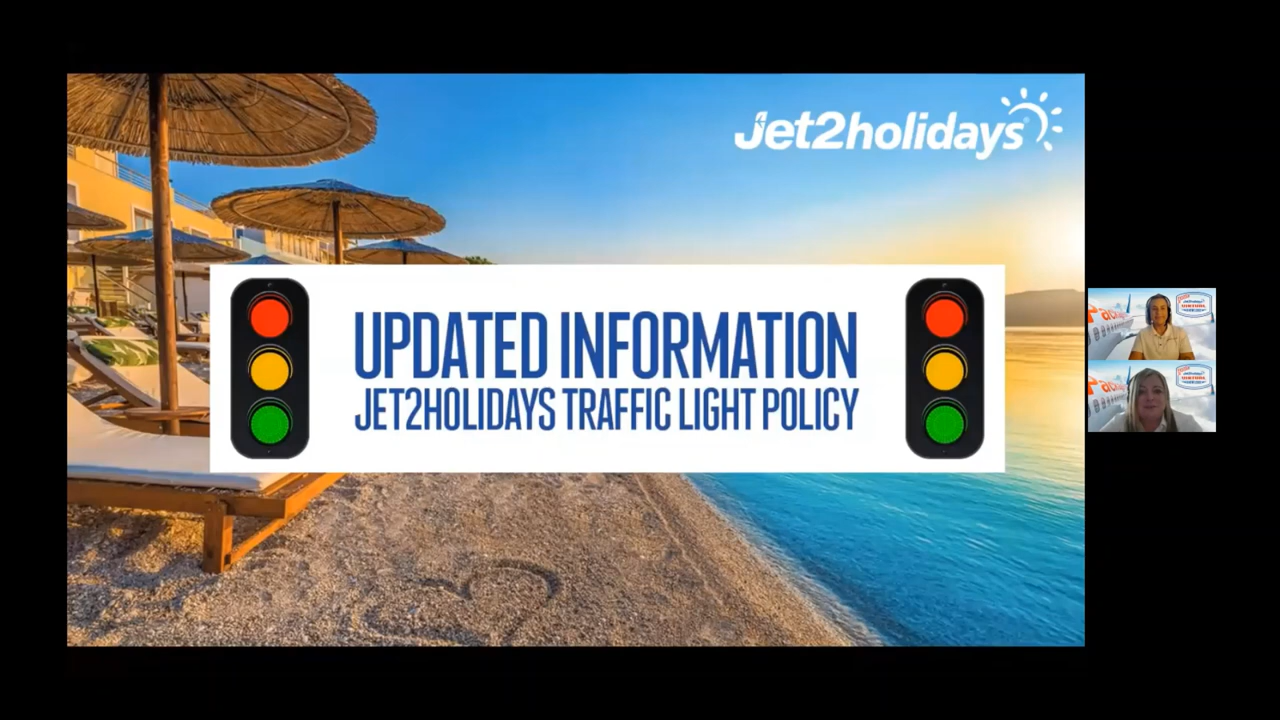 Jet2holidays
UPDATED INFORMATION
JET2HOLIDAYS TRAFFIC LIGHT POLICY